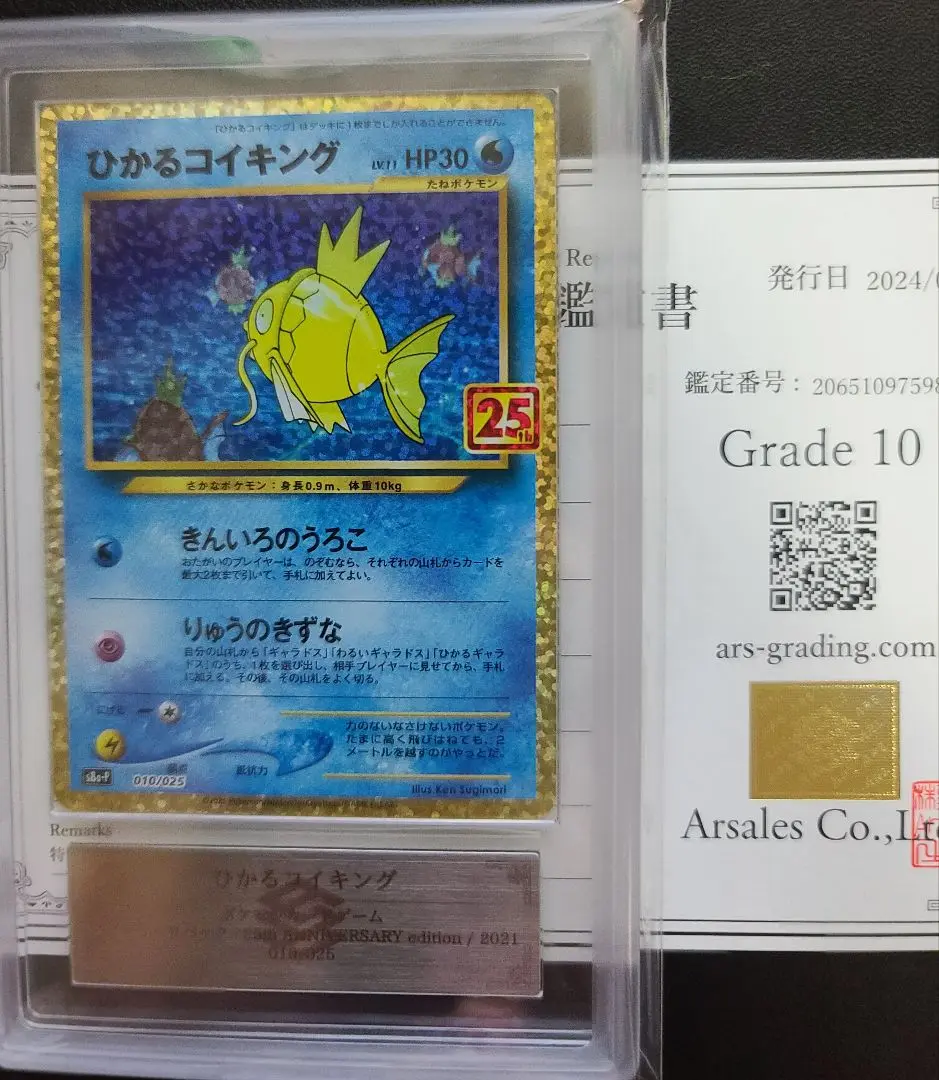 「ひかるコイキング」はデッキに1枚までしか入れることができません。
ひかるコイキング LV.11 HP30
たねポケモン
25th
さかなポケモン：身長0.9m、体重10kg
きんいろのうろこ
おたがいのプレイヤーは、のぞむなら、それぞれの山札からカードを
最大2枚まで引いて、手札に加えてよい。
りゅうのきずな
自分の山札から「ギャラドス」「わるいギャラドス」「ひかるギャラ
ドス」のうち、1枚を選び出し、相手プレイヤーに見せてから、手札
に加える。その後、その山札をよく切る。
にげる
弱点
抵抗力
力のないなさけないポケモン。
たまに高く飛びはねても、2
メートルを越すのがやっとだ。
s8a-P 010/025
Illus.Ken Sugimori
Remarks
特
ひかるコイキング
ゲーム
25th ANNIVERSARY edition / 2021
010/025
Re
鑑 書
発行日 2024/
鑑定番号： 20651097598
Grade 10
ars-grading.com
Arsales Co.,Lt
株